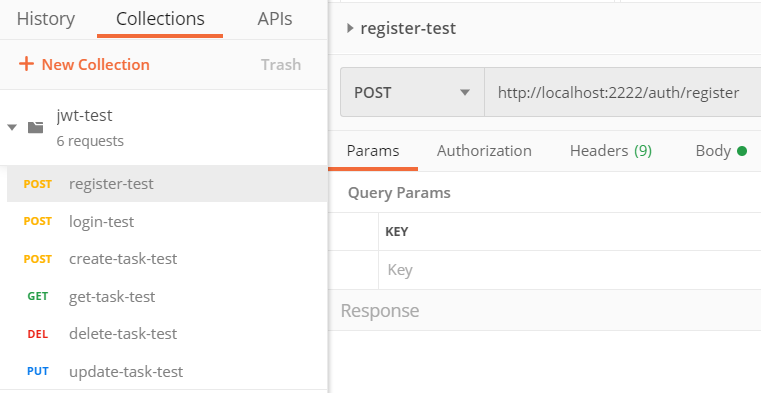 History Collections APIs
+ New Collection Trash
jwt-test
6 requests
POST register-test
POST login-test
POST create-task-test
GET get-task-test
DEL delete-task-test
PUT update-task-test
register-test
POST http://localhost:2222/auth/register
Params Authorization Headers (9) Body
Query Params
KEY
Key
Response